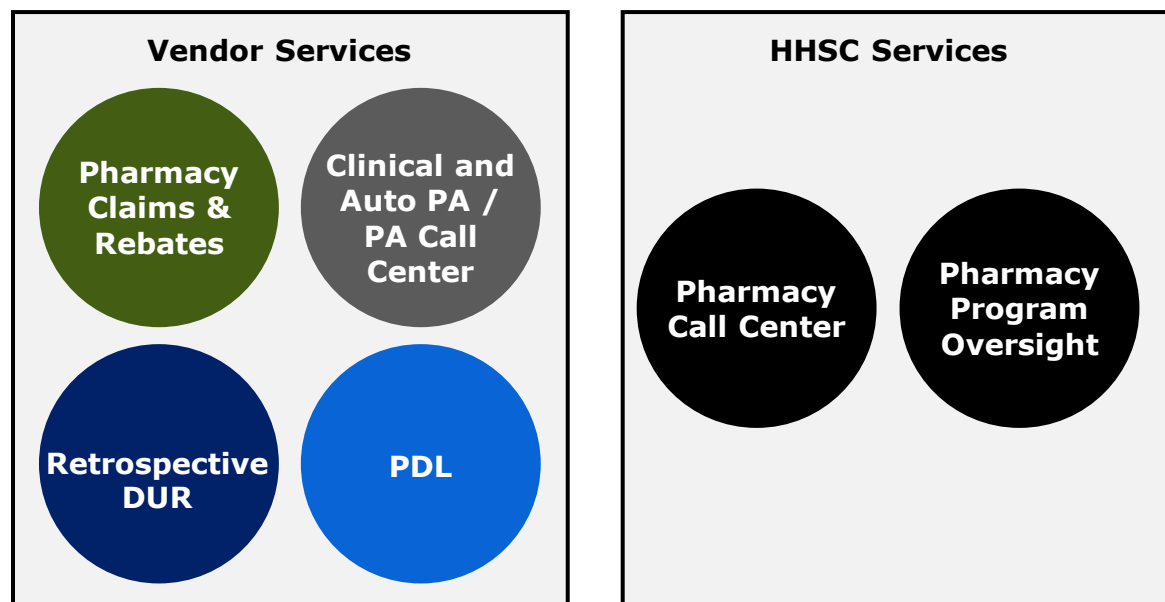 Vendor Services
Pharmacy
Claims &
Rebates
Clinical and
Auto PA /
PA Call
Center
Retrospective
DUR
PDL
HHSC Services
Pharmacy
Call Center
Pharmacy
Program
Oversight